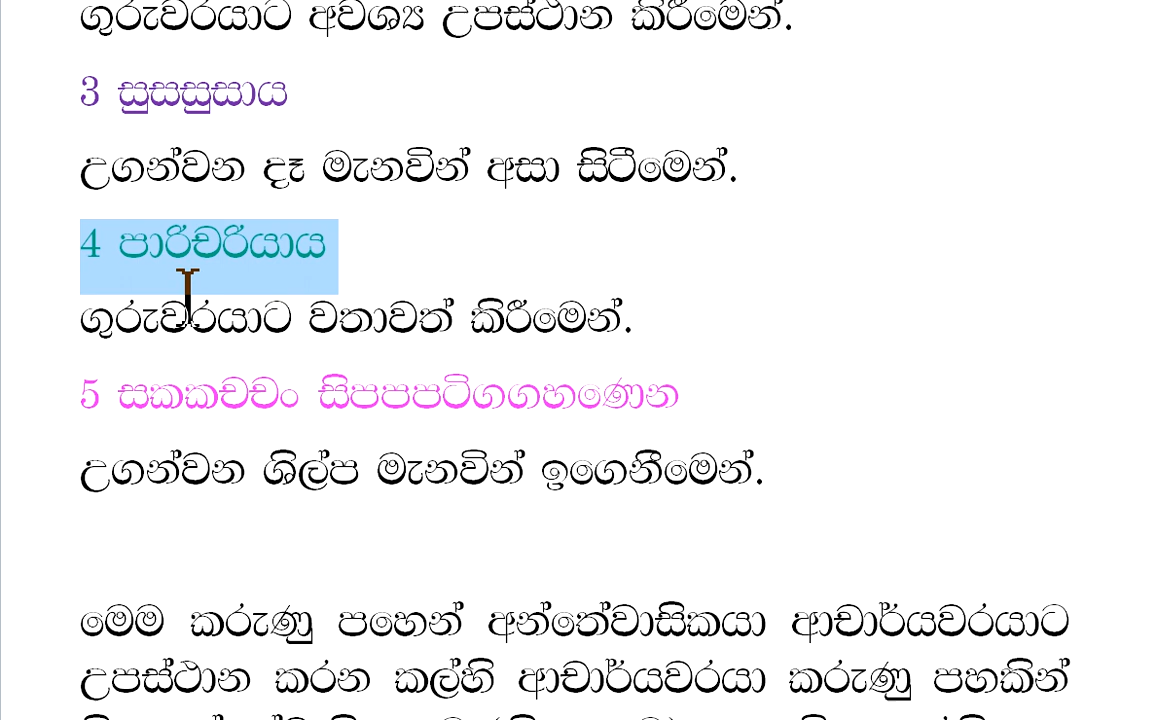 ගුරුවරයාට අවශ්‍ය උපස්ථාන කිරීමෙන්.
3 සුසසුසාය
උගන්වන දෑ මැනවින් අසා සිටීමෙන්.
4 පාරිචරියාය
ගුරුවරයාට වතාවත් කිරීමෙන්.
5 සකකචචං සිපපපටිගගහණෙන
උගන්වන ශිල්ප මැනවින් ඉගෙනීමෙන්.
මෙම කරුණු පහෙන් අන්තේවාසිකයා ආචාර්යවරයාට
උපස්ථාන කරන කල්හි ආචාර්යවරයා කරුණු පහකින්